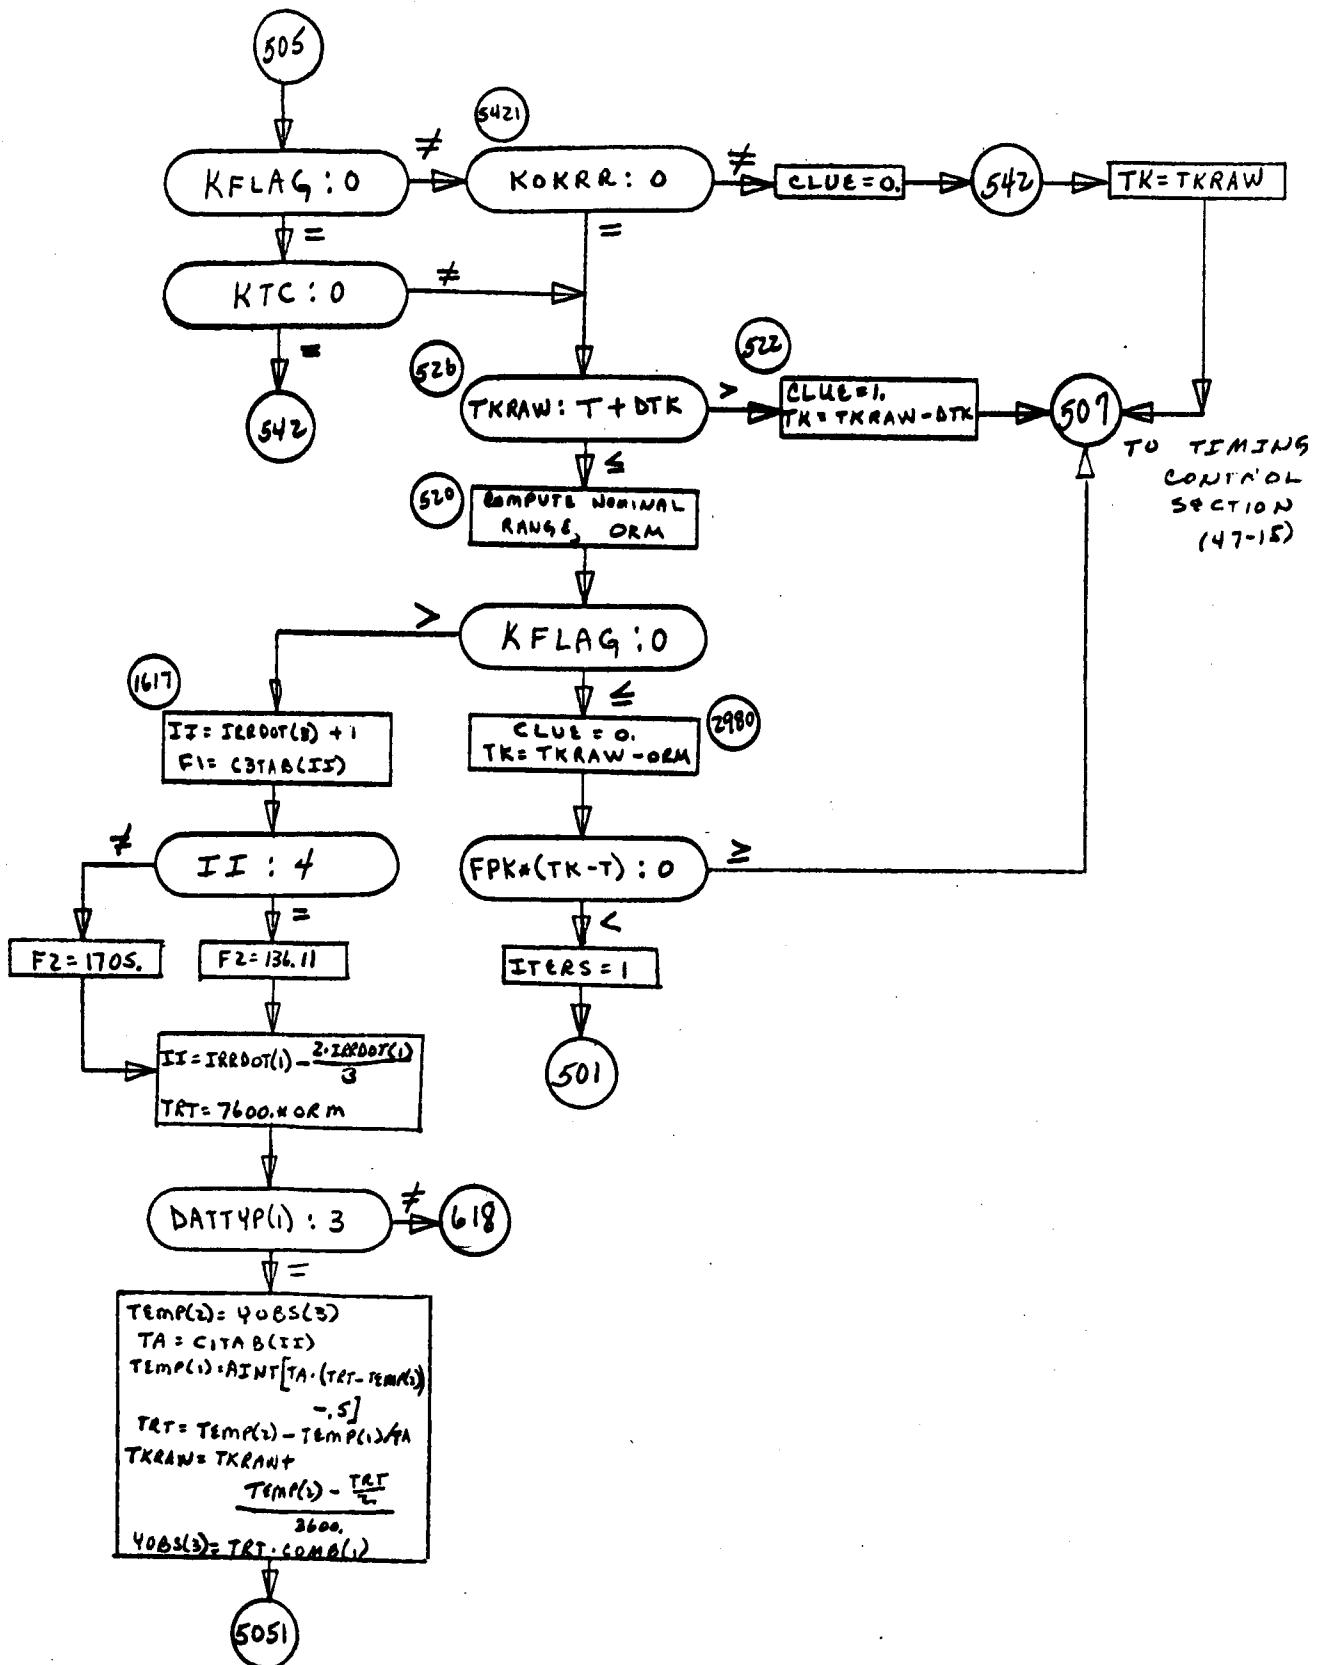 505
5421
≠
≠
KFLAG : 0
KOKRR : 0
CLUE = 0.
542
TK = TKRAW
=
=
KTC : 0
≠
=
542
526
TKRAW : T + DTK
>
522
CLUE = 1.
TK = TKRAW - DTK
507
TO TIMING
CONTROL
SECTION
(47-15)
≤
520
COMPUTE NOMINAL
RANGE, ORM
>
KFLAG : 0
≤
1617
II = IRRDOT(8) + 1
F1 = C3TAB(II)
CLUE = 0.
TK = TKRAW - ORM
2980
≠
II : 4
FPK*(TK-T) : 0
≥
=
<
F2 = 1705.
F2 = 136.11
ITERS = 1
II = IRRDOT(1) - 2·IRRDOT(1)
3
TRT = 7600.*ORM
501
DATTYP(1) : 3
≠
618
=
TEMP(2) = YOBS(3)
TA = C1TAB(II)
TEMP(1) = AINT[TA·(TRT-TEMP(2))
-.5]
TRT = TEMP(2) - TEMP(1)/TA
TKRAW = TKRAW +
TEMP(2) - TRT
2
3600.
YOBS(3) = TRT·COMB(1)
5051